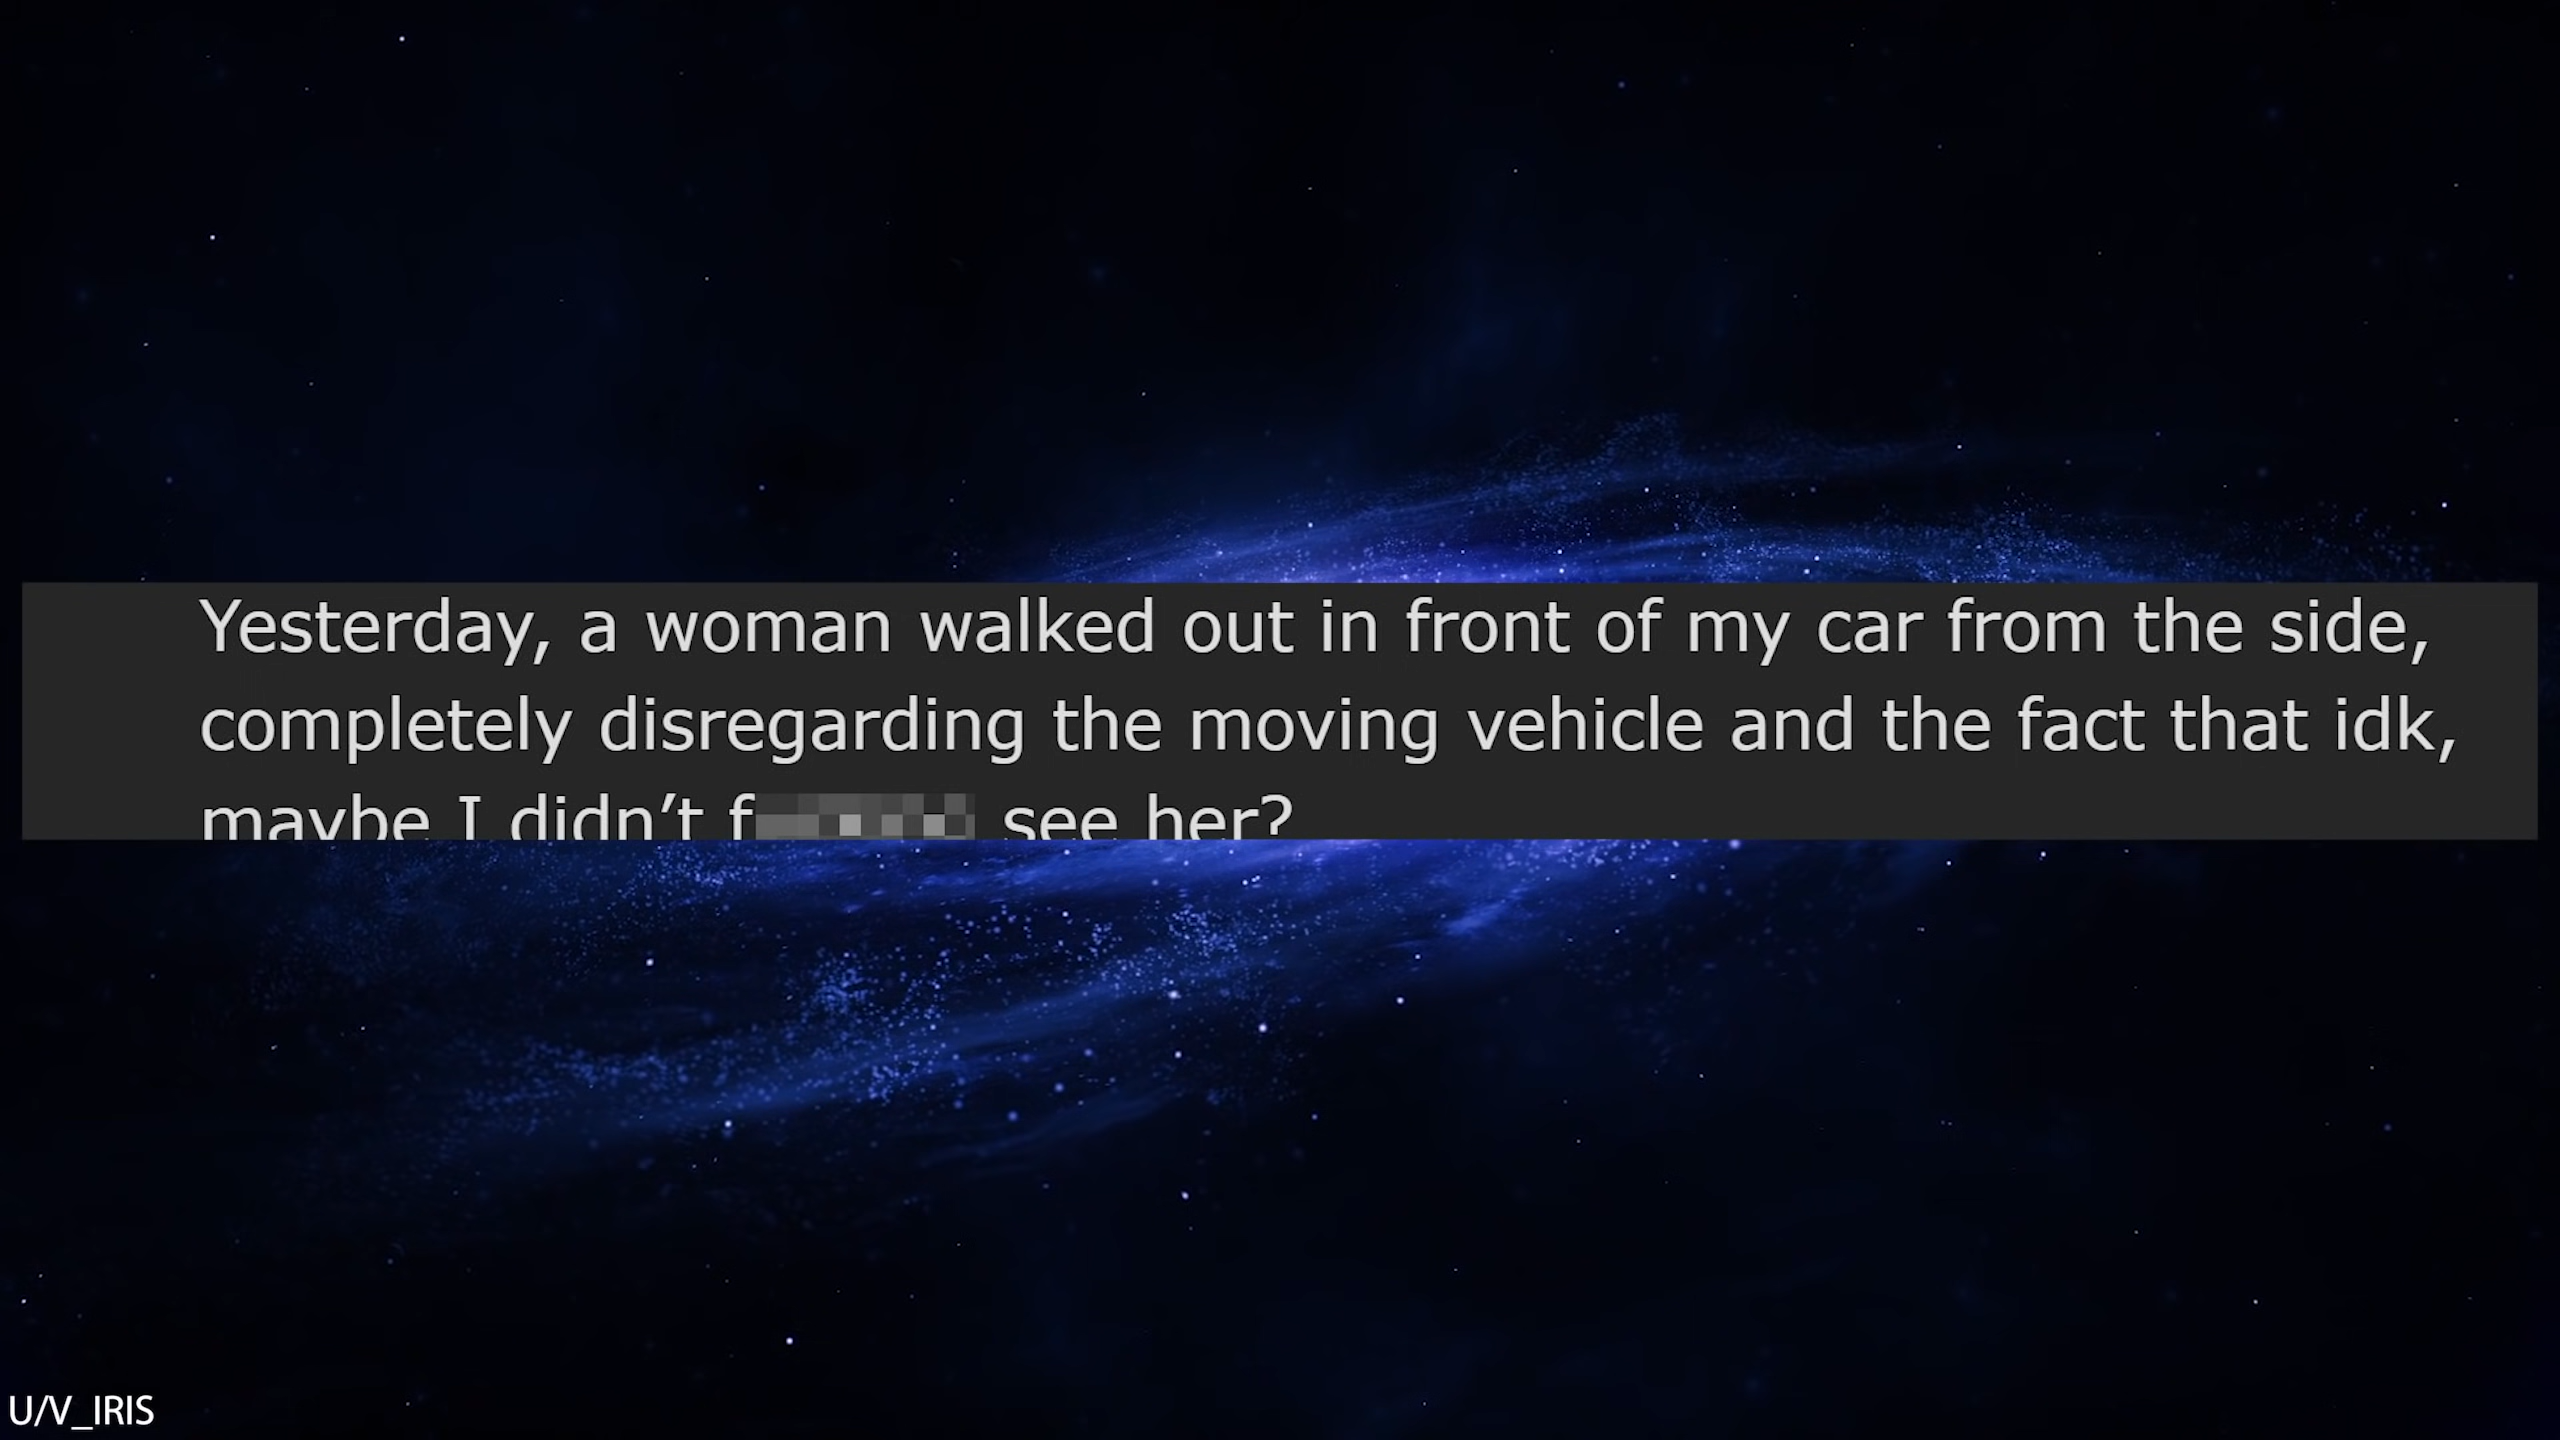 Yesterday, a woman walked out in front of my car from the side,
completely disregarding the moving vehicle and the fact that idk,
maybe I didn’t f see her?
U/V_IRIS